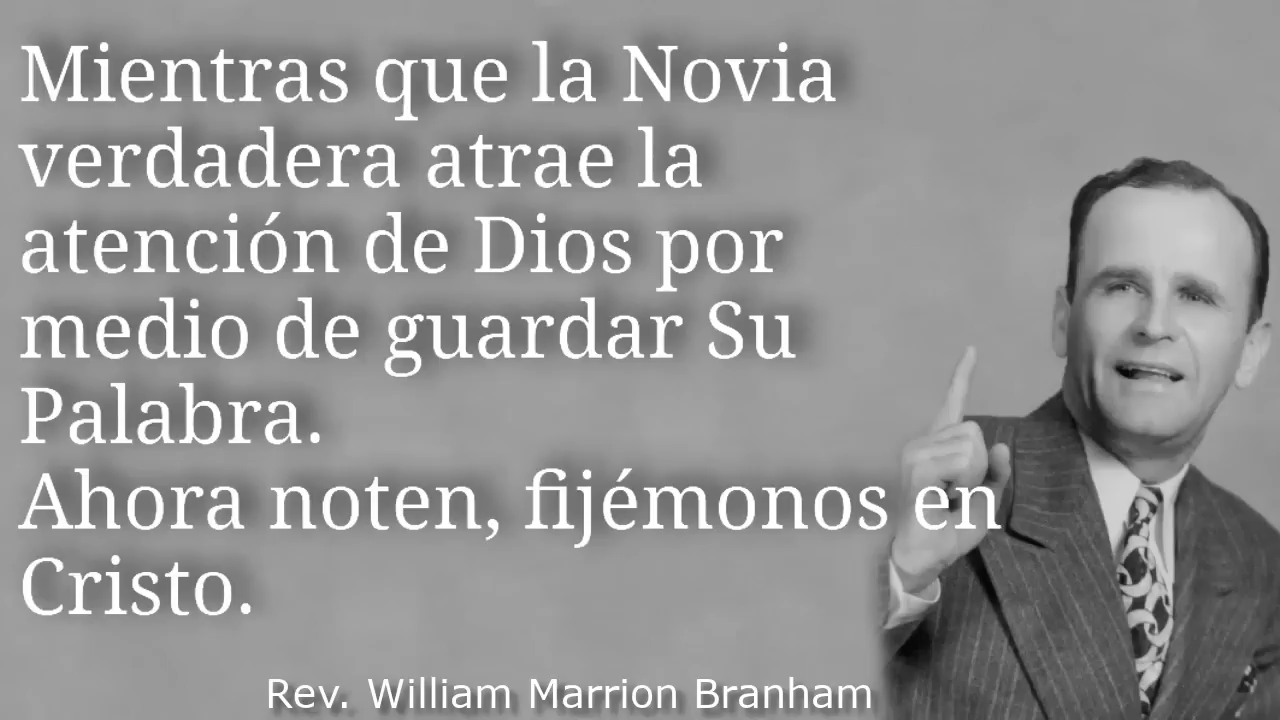 Mientras que la Novia
verdadera atrae la
atención de Dios por
medio de guardar Su
Palabra.
Ahora noten, fijémonos en
Cristo.
Rev. William Marrion Branham